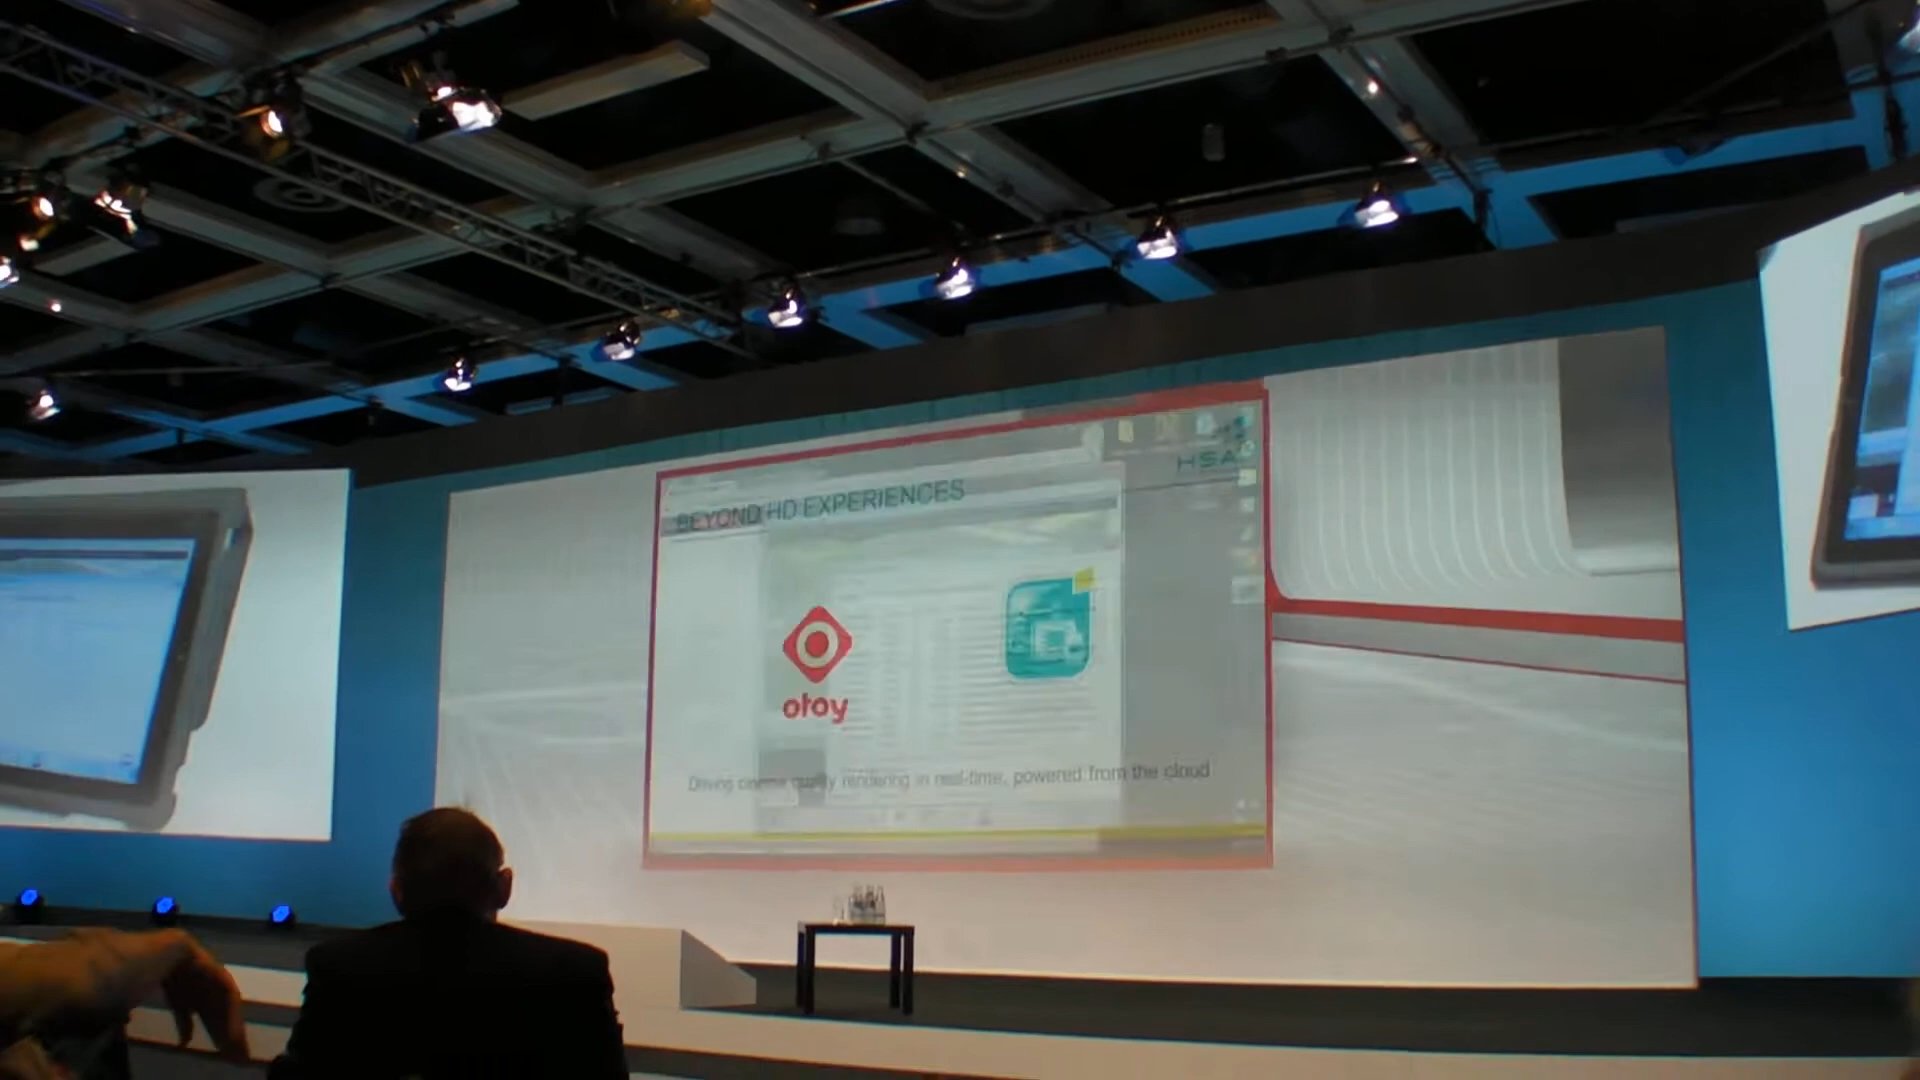 HSA
BEYOND HD EXPERIENCES
otoy
Driving cinema quality rendering in real-time, powered from the cloud